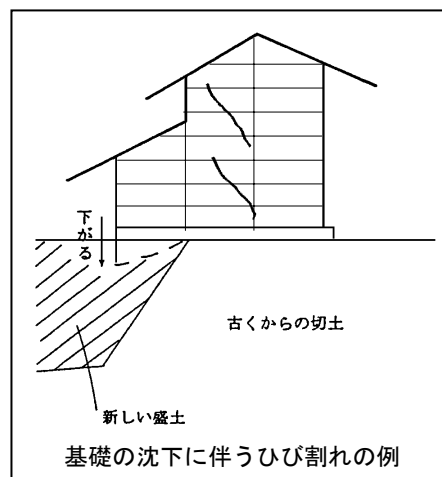 下がる
古くからの切土
新しい盛土
基礎の沈下に伴うひび割れの例